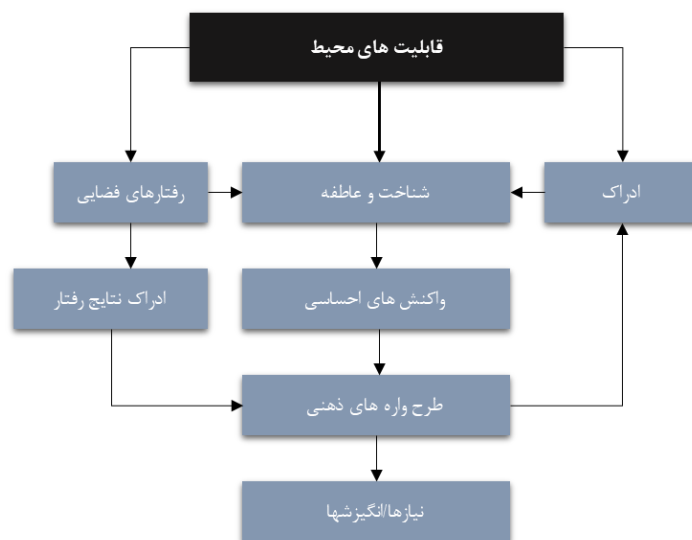 قابلیت های محیط
ادراک
شناخت و عاطفه
رفتارهای فضایی
واکنش های احساسی
ادراک نتایج رفتار
طرح واره های ذهنی
نیازها/انگیزشها